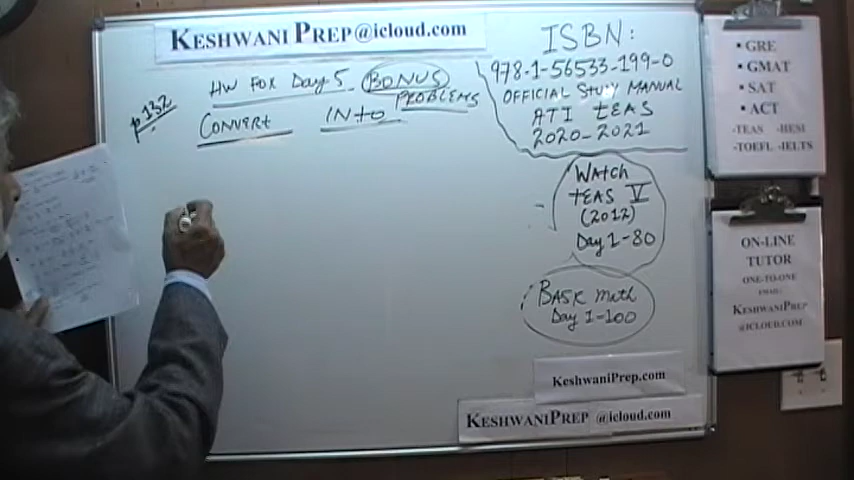 KESHWANI PREP@icloud.com
HW FOX Day 5 BONUS
PROBLEMS
p132
CONVERT INTO
ISBN:
978-1-56533-199-0
OFFICIAL STUDY MANUAL
ATI tEAS
2020-2021
WAtch
tEAS V
(2012)
Day 1-80
BASIC math
Day 1-100
KESHWANIPREP.COM
KESHWANIPREP @icloud.com
• GRE
• GMAT
• SAT
• ACT
-TEAS -HESI
-TOEFL -IELTS
ON-LINE
TUTOR
ONE-TO-ONE
EMAIL:
KESHWANIPREP
@ICLOUD.COM